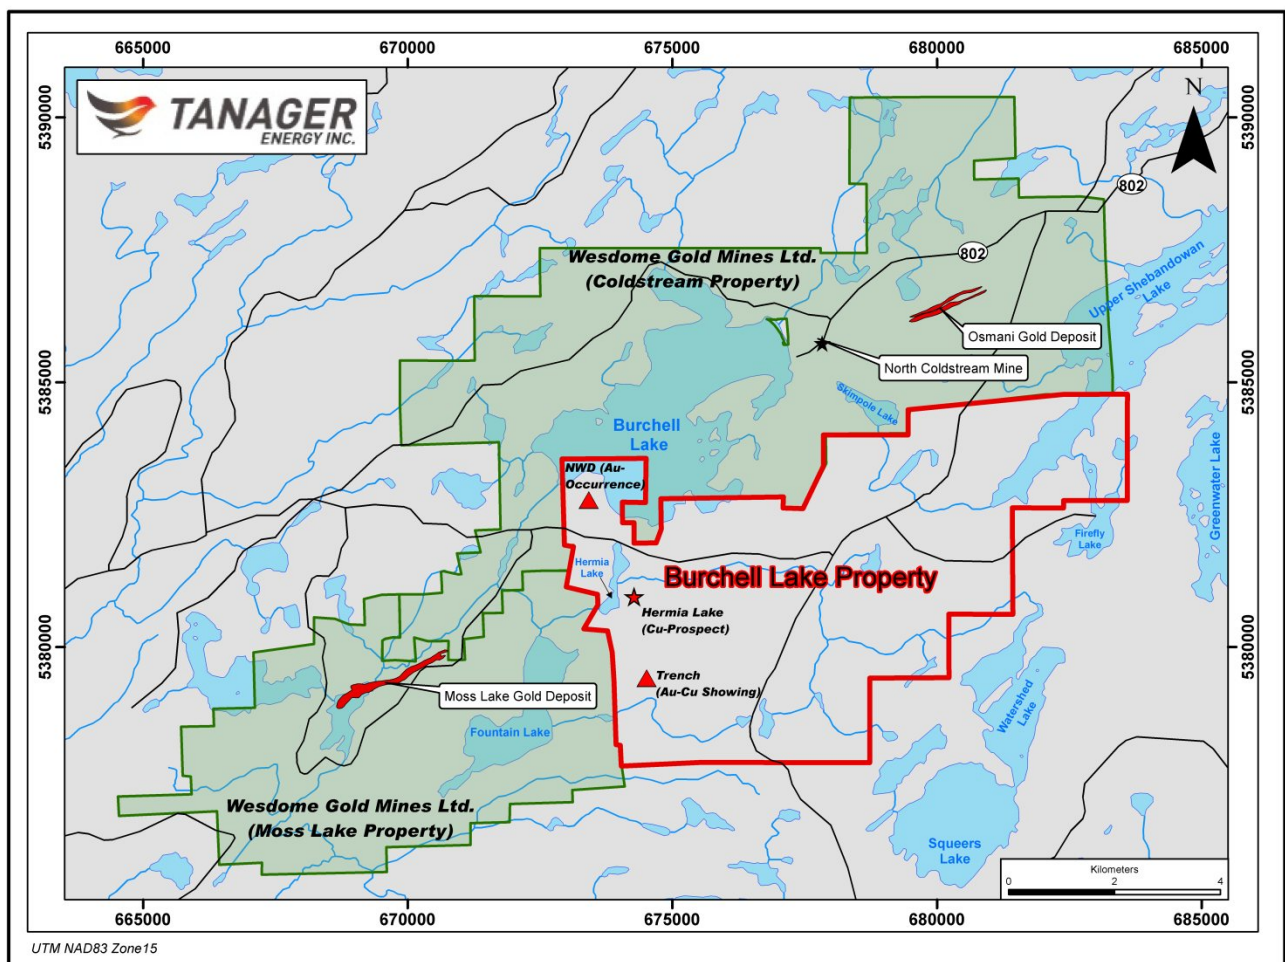 665000 670000 675000 680000 685000
TANAGER
ENERGY INC.
N
5390000
5390000
802
802
Wesdome Gold Mines Ltd.
(Coldstream Property)
Upper Shebandowan
Lake
Osmani Gold Deposit
North Coldstream Mine
5385000
5385000
Skimpole Lake
Burchell
Lake
NWD (Au-
Occurrence)
Greenwater Lake
Firefly
Lake
Hermia
Lake
Burchell Lake Property
Hermia Lake
(Cu-Prospect)
5380000
5380000
Trench
(Au-Cu Showing)
Moss Lake Gold Deposit
Watershed
Lake
Fountain Lake
Wesdome Gold Mines Ltd.
(Moss Lake Property)
Squeers
Lake
Kilometers
0 2 4
665000 670000 675000 680000 685000
UTM NAD83 Zone15